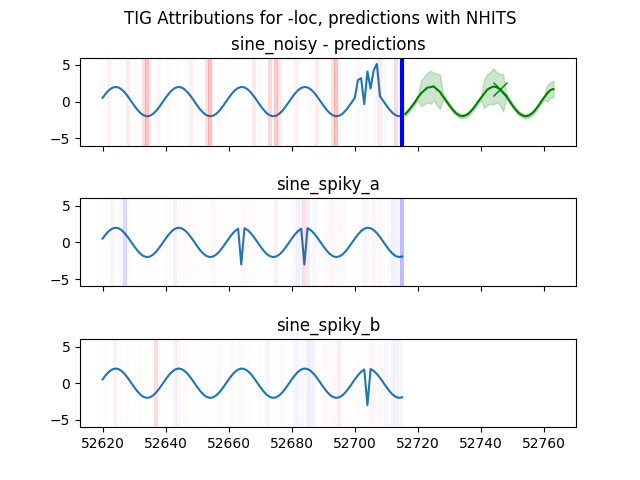 TIG Attributions for -loc, predictions with NHITS
sine_noisy - predictions
5
0
−5
sine_spiky_a
5
0
−5
sine_spiky_b
5
0
−5
52620 52640 52660 52680 52700 52720 52740 52760